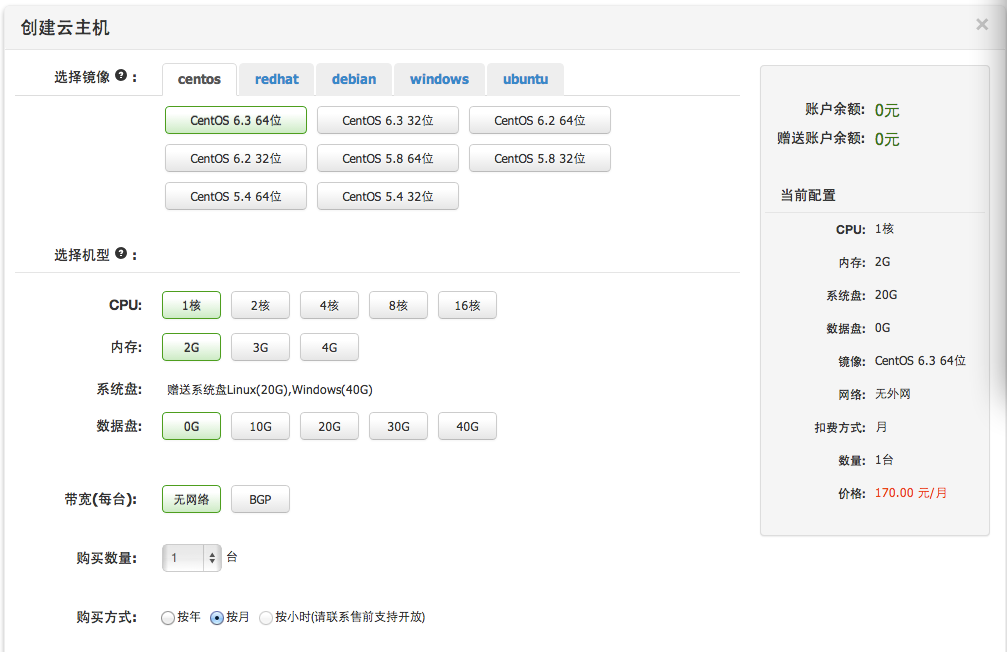 创建云主机 ×
选择镜像 ? :
centos redhat debian windows ubuntu
CentOS 6.3 64位 CentOS 6.3 32位 CentOS 6.2 64位
CentOS 6.2 32位 CentOS 5.8 64位 CentOS 5.8 32位
CentOS 5.4 64位 CentOS 5.4 32位
选择机型 ? :
CPU: 1核 2核 4核 8核 16核
内存: 2G 3G 4G
系统盘: 赠送系统盘Linux(20G),Windows(40G)
数据盘: 0G 10G 20G 30G 40G
带宽(每台): 无网络 BGP
购买数量: 1 台
购买方式: 按年 按月 按小时(请联系售前支持开放)
账户余额: 0元
赠送账户余额: 0元
当前配置
CPU: 1核
内存: 2G
系统盘: 20G
数据盘: 0G
镜像: CentOS 6.3 64位
网络: 无外网
扣费方式: 月
数量: 1台
价格: 170.00 元/月